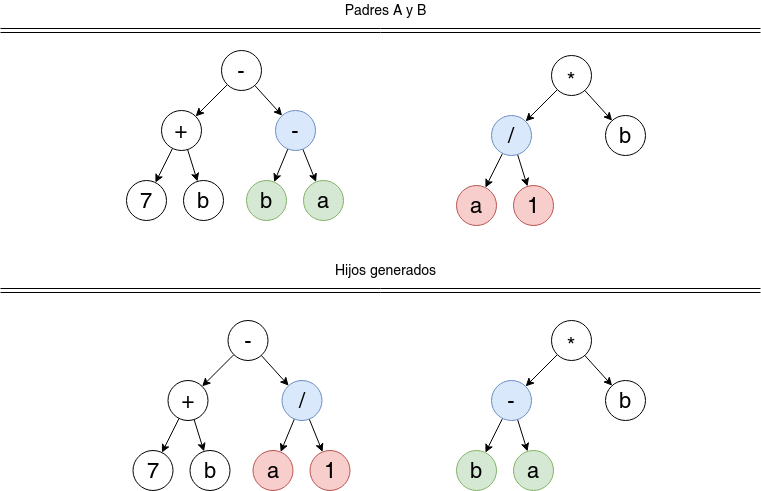 Padres A y B
- *
+ - / b
7 b b a a 1
Hijos generados
- *
+ / - b
7 b a 1 b a